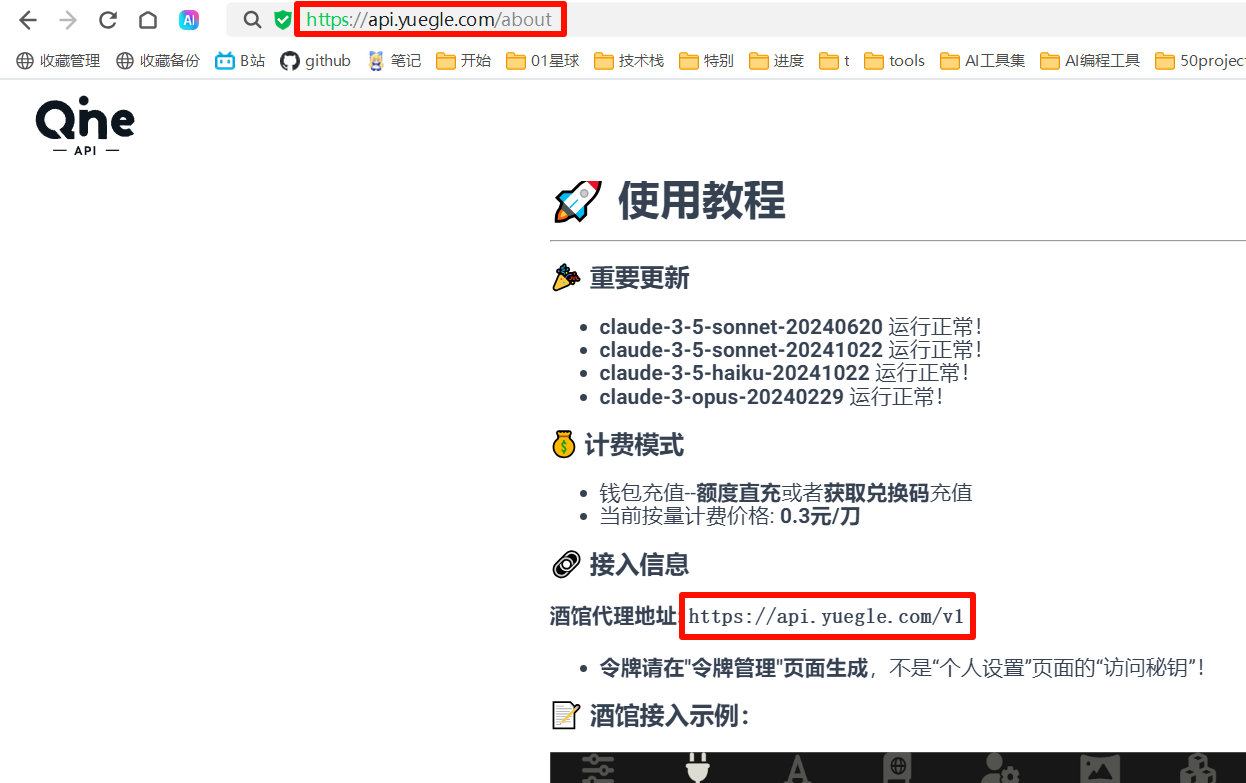 AI https://api.yuegle.com/about
收藏管理 收藏备份 B站 github 笔记 开始 01星球 技术栈 特别 进度 t tools AI工具集 AI编程工具 50projec
Qine
— API —
使用教程
重要更新
• claude-3-5-sonnet-20240620 运行正常！
• claude-3-5-sonnet-20241022 运行正常！
• claude-3-5-haiku-20241022 运行正常！
• claude-3-opus-20240229 运行正常！
计费模式
• 钱包充值--额度直充或者获取兑换码充值
• 当前按量计费价格: 0.3元/刀
接入信息
酒馆代理地址: https://api.yuegle.com/v1
• 令牌请在"令牌管理"页面生成，不是“个人设置”页面的“访问秘钥”！
酒馆接入示例：